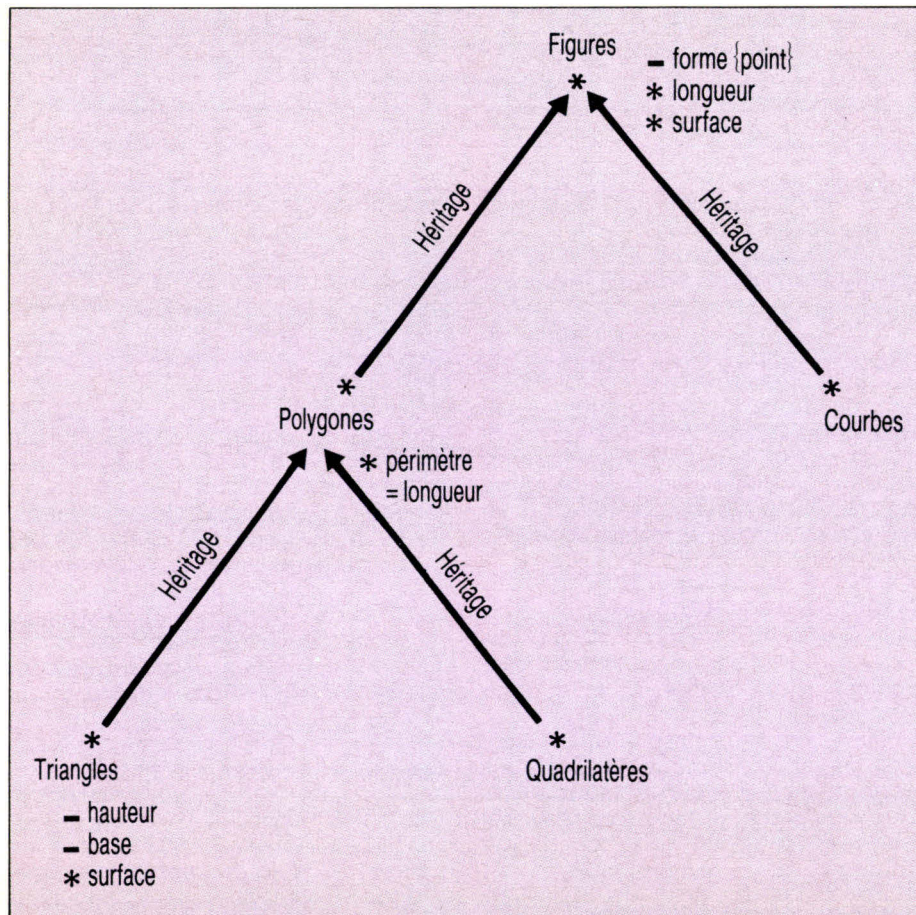 Figures
– forme {point}
* longueur
* surface
Héritage
Héritage
Polygones
Courbes
* périmètre
= longueur
Héritage
Héritage
Triangles
Quadrilatères
– hauteur
– base
* surface